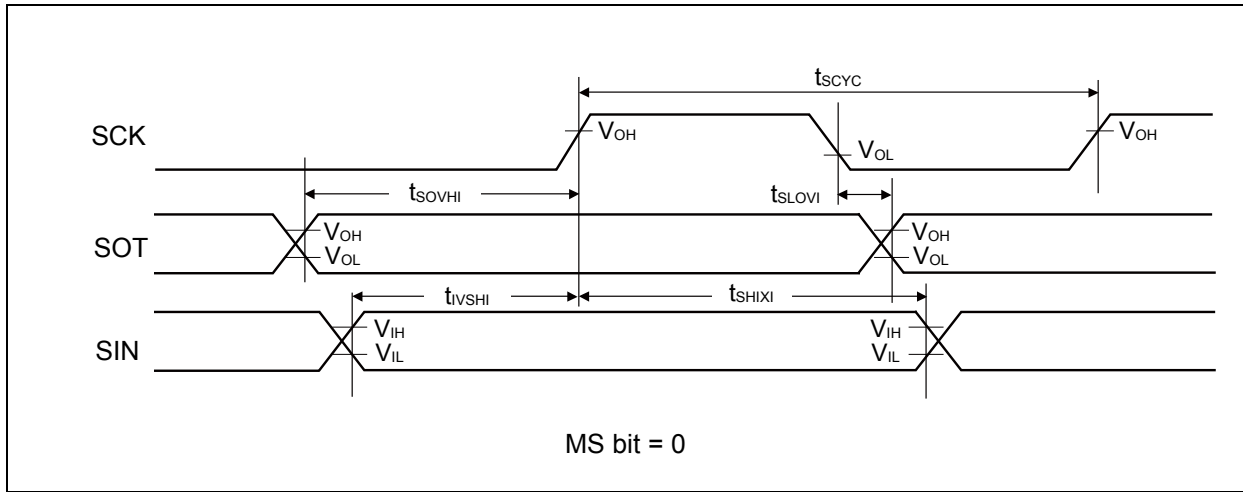 tSCYC
SCK
VOH
VOL
VOH
tSOVHI
tSLOVI
SOT
VOH
VOL
VOH
VOL
tIVSHI
tSHIXI
SIN
VIH
VIL
VIH
VIL
MS bit = 0